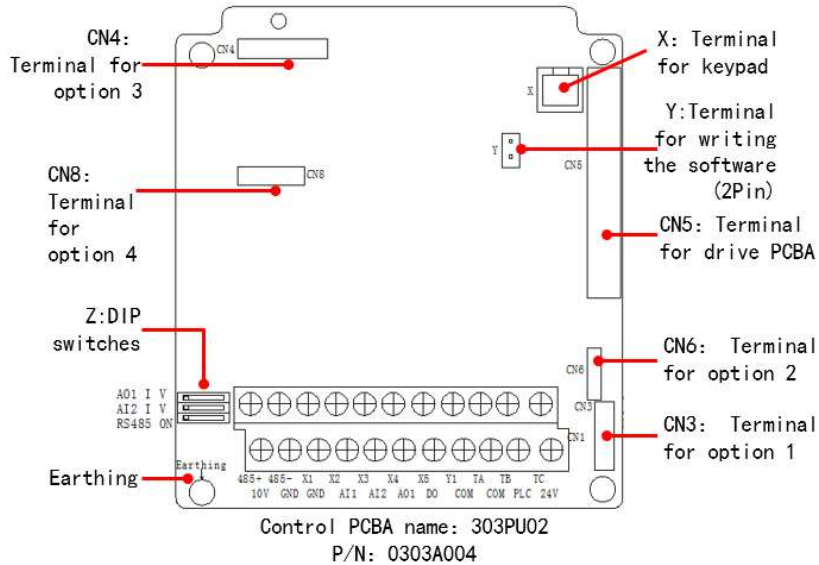 CN4:
Terminal for
option 3
CN4
X: Terminal
for keypad
X
Y:Terminal
for writing
the software
(2Pin)
Y
CN5
CN8:
Terminal
for
option 4
CN8
CN5: Terminal
for drive PCBA
Z:DIP
switches
CN6: Terminal
for option 2
CN6
AO1 I V
AI2 I V
RS485 ON
CN3
CN1
CN3: Terminal
for option 1
Earthing
Earthing
485+ 485- X1 X2 X3 X4 X5 Y1 TA TB TC
10V GND GND AI1 AI2 AO1 DO COM COM PLC 24V
Control PCBA name: 303PU02
P/N: 0303A004